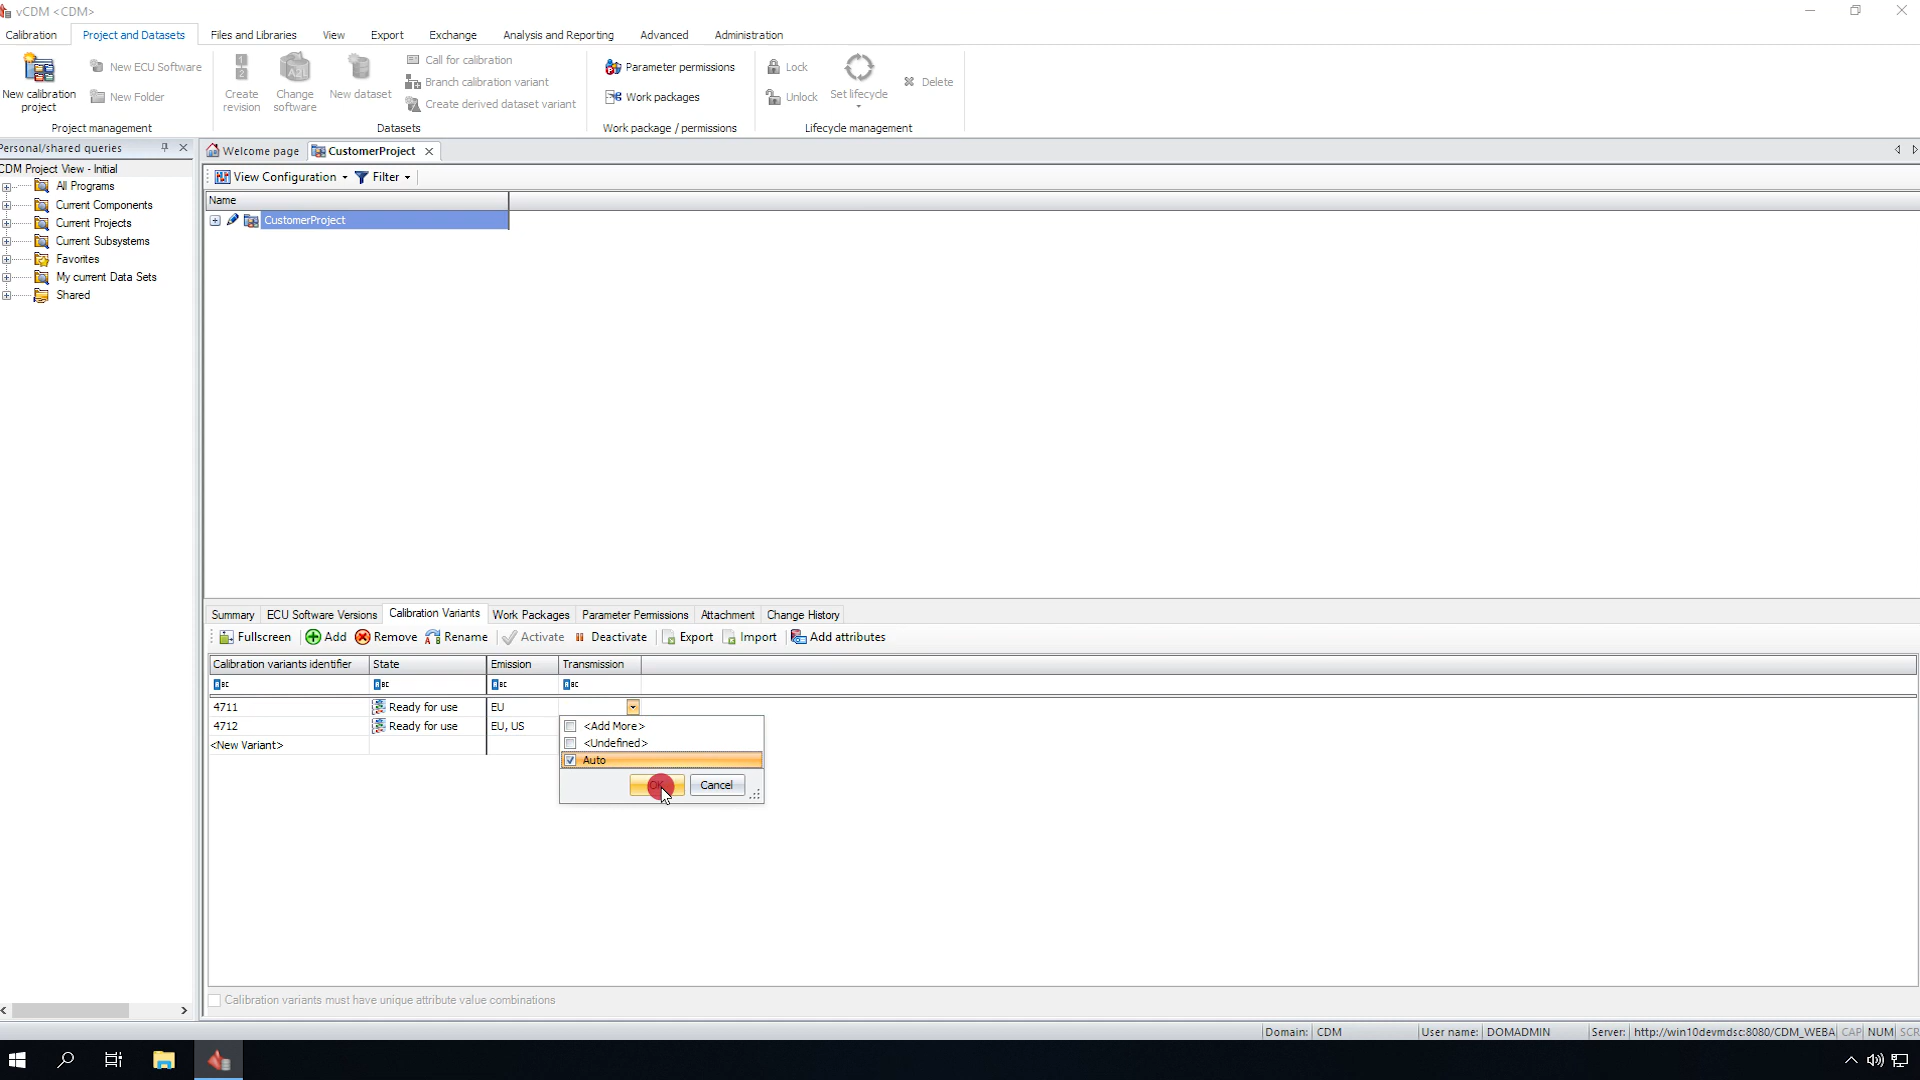 vCDM <CDM>
Calibration Project and Datasets Files and Libraries View Export Exchange Analysis and Reporting Advanced Administration
New calibration project
New ECU Software
New Folder
Project management
Create revision
Change software
New dataset
Call for calibration
Branch calibration variant
Create derived dataset variant
Datasets
Parameter permissions
Work packages
Work package / permissions
Lock
Unlock
Set lifecycle
Delete
Lifecycle management
Personal/shared queries
CDM Project View - Initial
All Programs
Current Components
Current Projects
Current Subsystems
Favorites
My current Data Sets
Shared
Welcome page CustomerProject
View Configuration Filter
Name
CustomerProject
Summary ECU Software Versions Calibration Variants Work Packages Parameter Permissions Attachment Change History
Fullscreen Add Remove Rename Activate Deactivate Export Import Add attributes
Calibration variants identifier State Emission Transmission
4711 Ready for use EU
4712 Ready for use EU, US
<New Variant>
<Add More>
<Undefined>
Auto
Cancel
Calibration variants must have unique attribute value combinations
Domain: CDM User name: DOMADMIN Server: http://win10devmdsc:8080/CDM_WEBA CAP NUM SCR